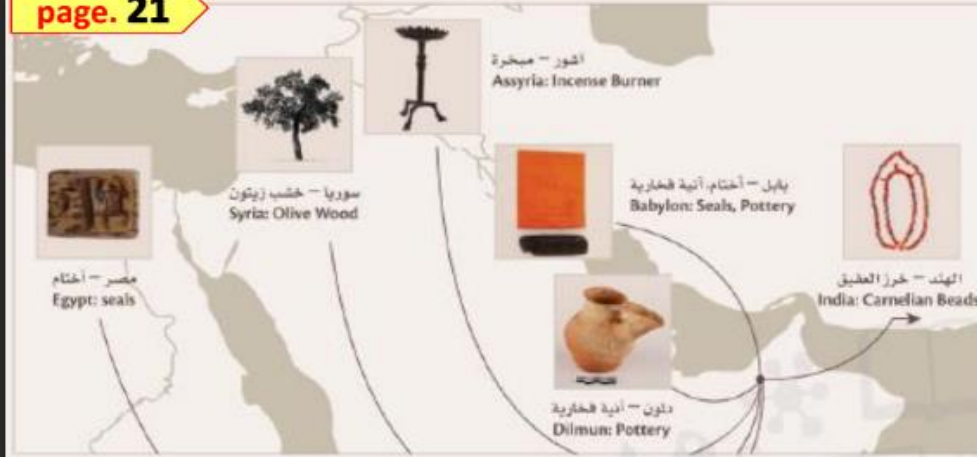 page. 21
آشور – مبخرة
Assyria: Incense Burner
سوريا – خشب زيتون
Syria: Olive Wood
بابل – أختام، آنية فخارية
Babylon: Seals, Pottery
مصر – أختام
Egypt: seals
الهند – خرز العقيق
India: Carnelian Beads
دلون – آنية فخارية
Dilmun: Pottery